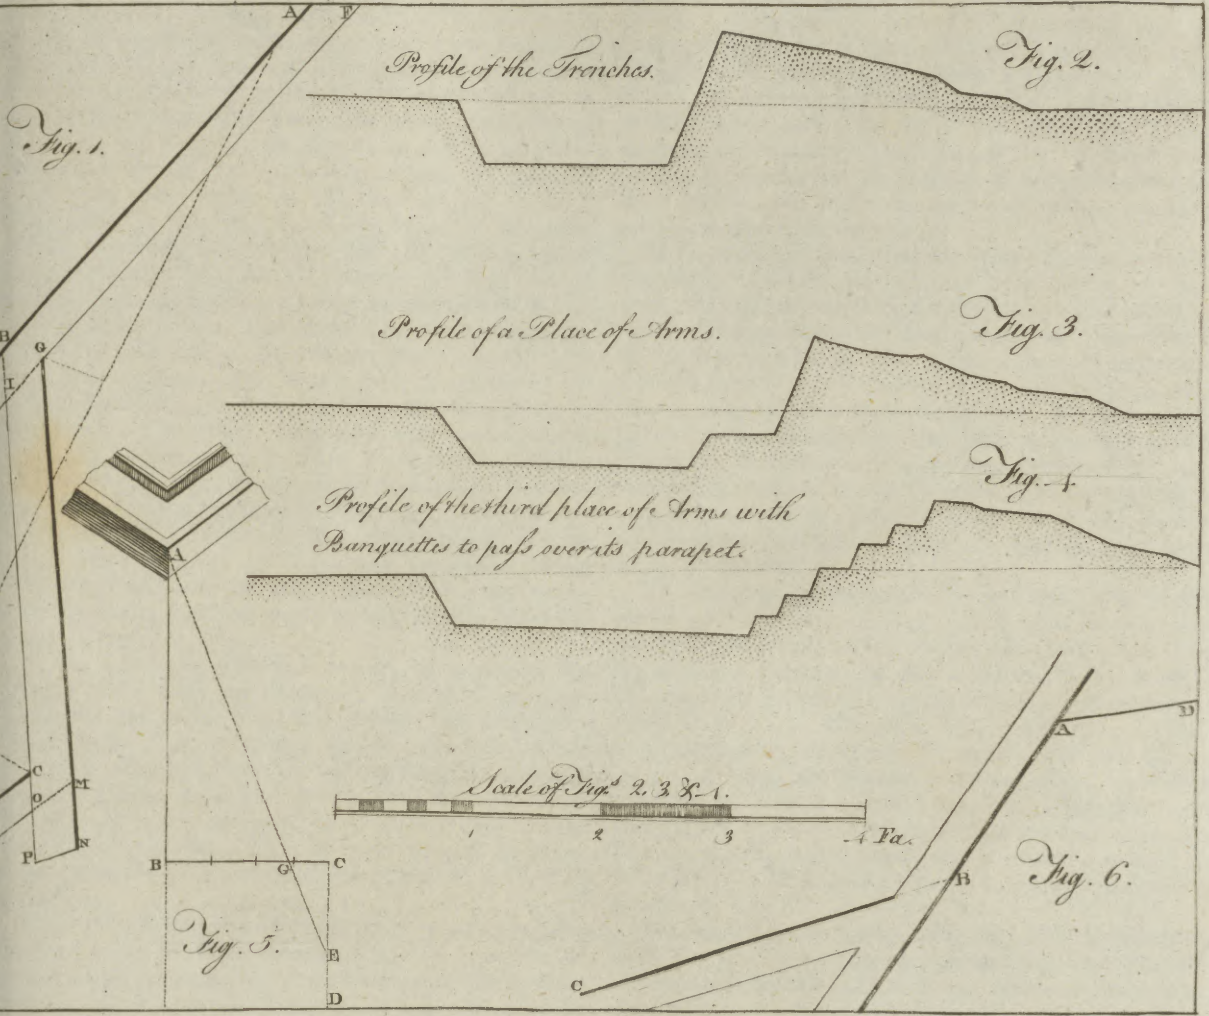 A F
Profile of the Trenches.
Fig. 2.
Fig. 1.
B
G
I
Profile of a Place of Arms.
Fig. 3.
Fig. 4
Profile of the third place of Arms with
Banquettes to paſs over its parapet.
A
A
D
C
M
O
N
P
Scale of Figs 2. 3. & 4.
1 2 3 4 Fa.
B G C
B
Fig. 6.
Fig. 5.
E
D
C